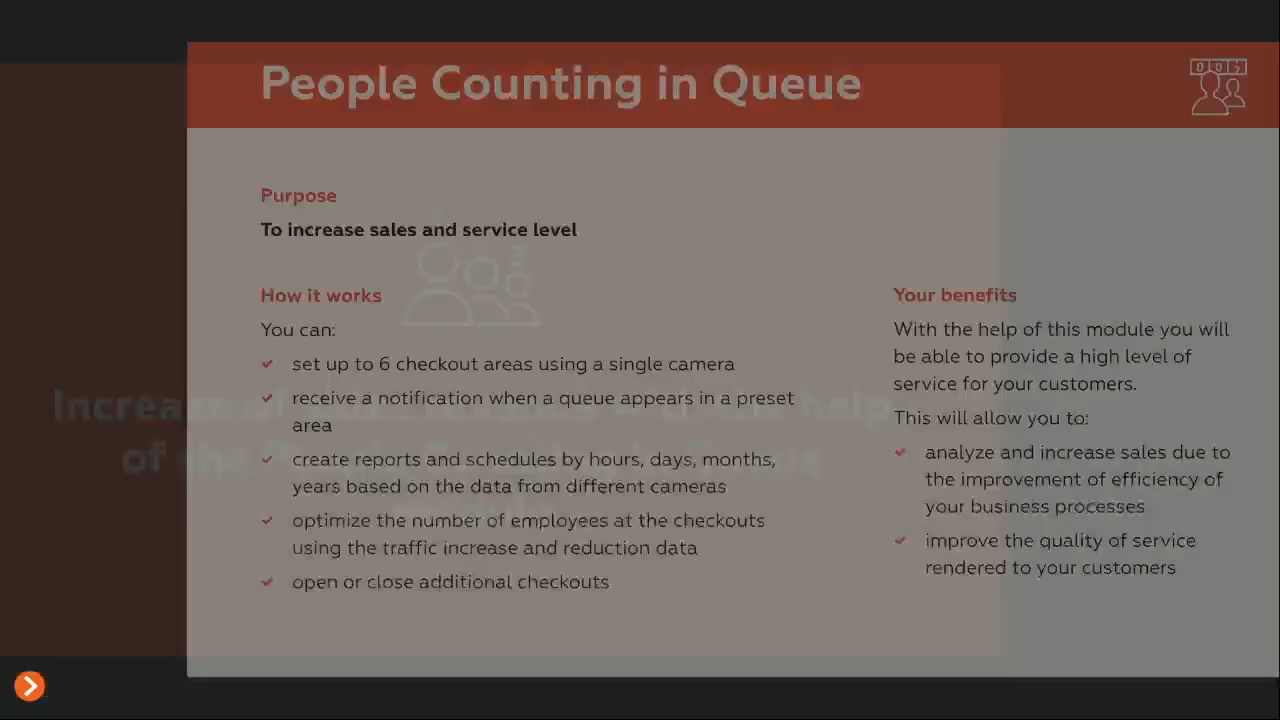 People Counting in Queue
Purpose
To increase sales and service level
How it works
You can:
set up to 6 checkout areas using a single camera
receive a notification when a queue appears in a preset
area
create reports and schedules by hours, days, months,
years based on the data from different cameras
optimize the number of employees at the checkouts
using the traffic increase and reduction data
open or close additional checkouts
Your benefits
With the help of this module you will
be able to provide a high level of
service for your customers.
This will allow you to:
analyze and increase sales due to
the improvement of efficiency of
your business processes
improve the quality of service
rendered to your customers
Increase of help
of the